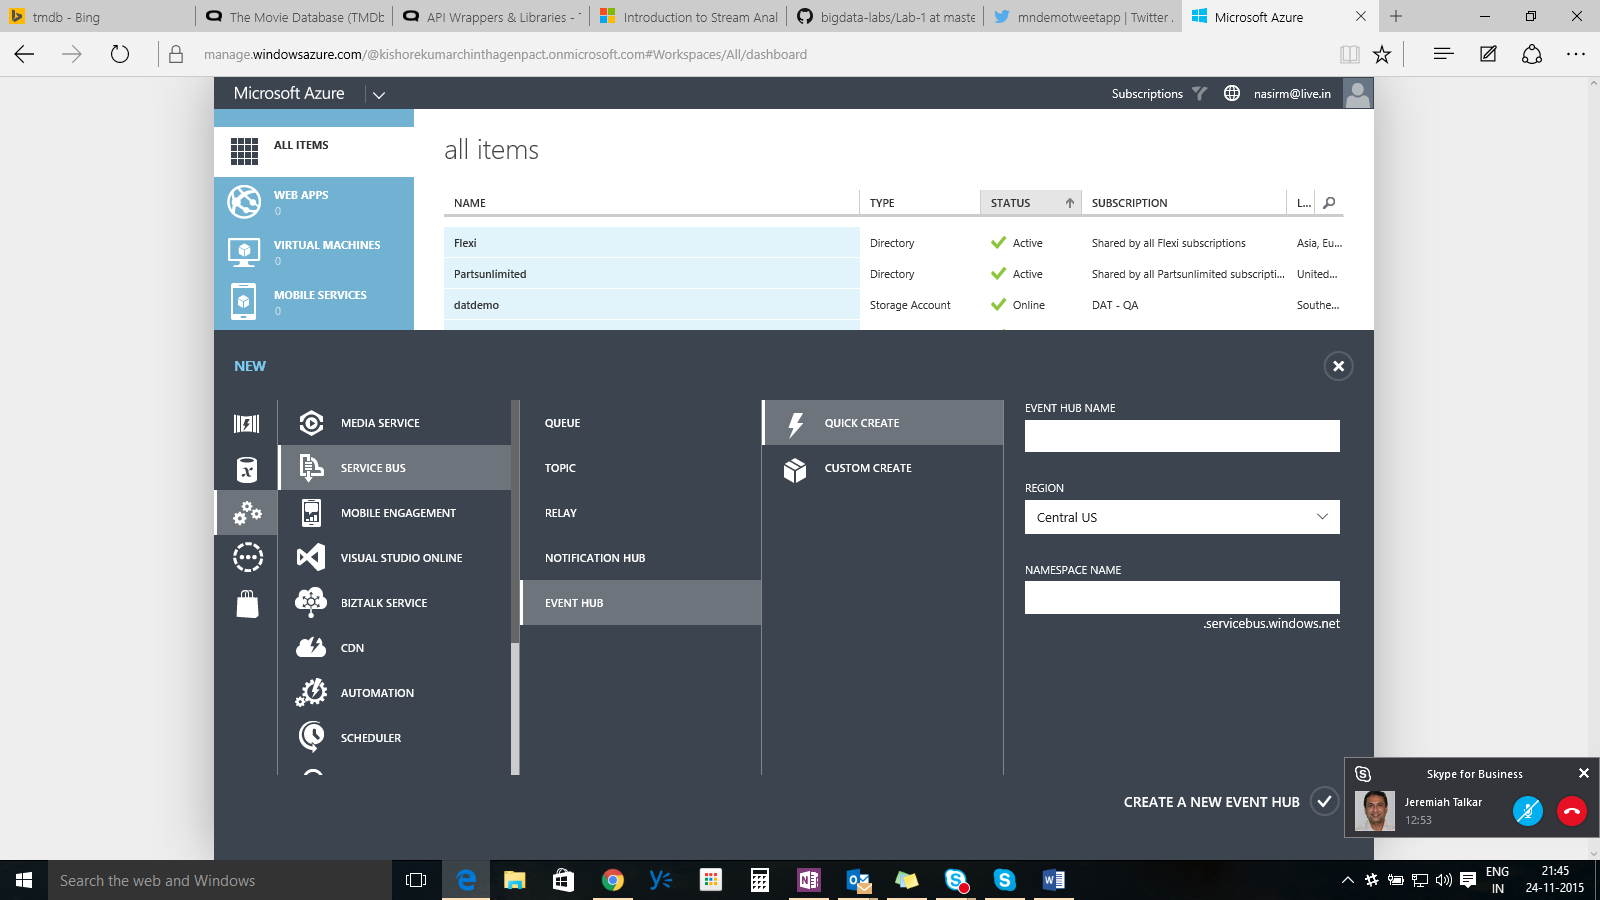 tmdb - Bing
The Movie Database (TMDb
API Wrappers & Libraries -
Introduction to Stream Anal
bigdata-labs/Lab-1 at maste
mndemotweetapp | Twitter
Microsoft Azure
manage.windowsazure.com/@kishorekumarchinthagenpact.onmicrosoft.com#Workspaces/All/dashboard
Microsoft Azure
Subscriptions
nasirm@live.in
ALL ITEMS
WEB APPS
0
VIRTUAL MACHINES
0
MOBILE SERVICES
0
all items
NAME TYPE STATUS SUBSCRIPTION L...
Flexi Directory Active Shared by all Flexi subscriptions Asia, Eu...
Partsunlimited Directory Active Shared by all Partsunlimited subscripti... United...
datdemo Storage Account Online DAT - QA Southe...
NEW
MEDIA SERVICE
SERVICE BUS
MOBILE ENGAGEMENT
VISUAL STUDIO ONLINE
BIZTALK SERVICE
CDN
AUTOMATION
SCHEDULER
QUEUE
TOPIC
RELAY
NOTIFICATION HUB
EVENT HUB
QUICK CREATE
CUSTOM CREATE
EVENT HUB NAME
REGION
Central US
NAMESPACE NAME
.servicebus.windows.net
CREATE A NEW EVENT HUB
Skype for Business
Jeremiah Talkar
12:53
Search the web and Windows
ENG
IN
21:45
24-11-2015